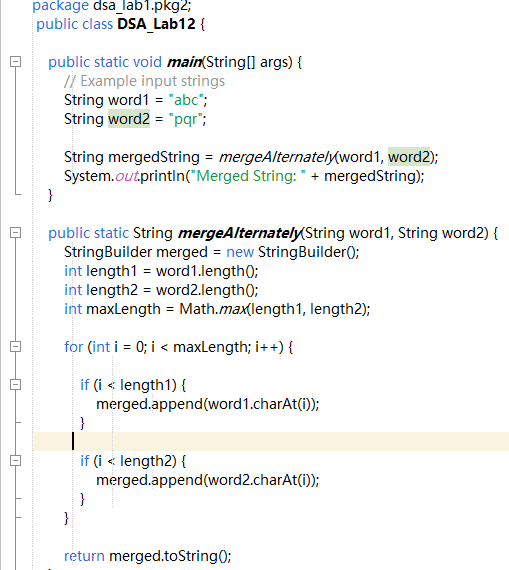 package dsa_lab1.pkg2;
public class DSA_Lab12 {
public static void main(String[] args) {
// Example input strings
String word1 = "abc";
String word2 = "pqr";
String mergedString = mergeAlternately(word1, word2);
System.out.println("Merged String: " + mergedString);
}
public static String mergeAlternately(String word1, String word2) {
StringBuilder merged = new StringBuilder();
int length1 = word1.length();
int length2 = word2.length();
int maxLength = Math.max(length1, length2);
for (int i = 0; i < maxLength; i++) {
if (i < length1) {
merged.append(word1.charAt(i));
}
if (i < length2) {
merged.append(word2.charAt(i));
}
}
return merged.toString();